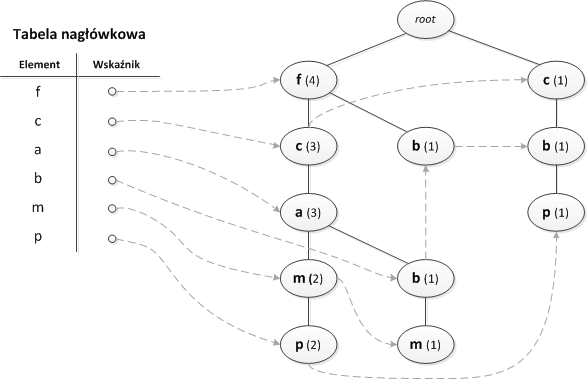 root
Tabela nagłówkowa
Element Wskaźnik
f
c
a
b
m
p
f (4)
c (1)
c (3)
b (1)
b (1)
a (3)
p (1)
m (2)
b (1)
p (2)
m (1)